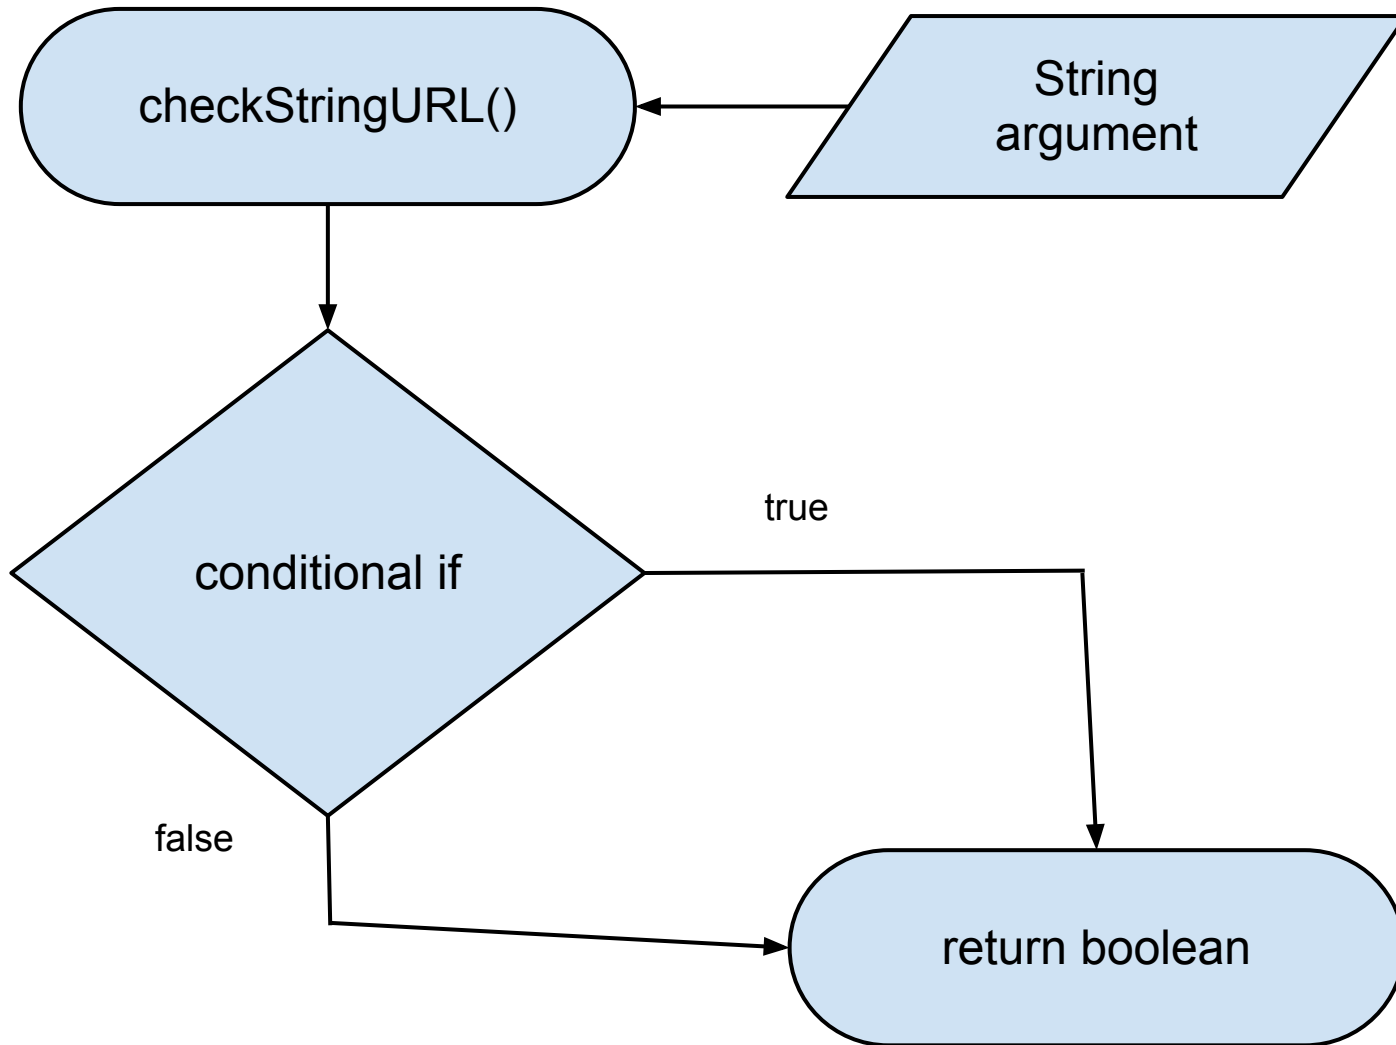 checkStringURL()
String
argument
conditional if
true
false
return boolean